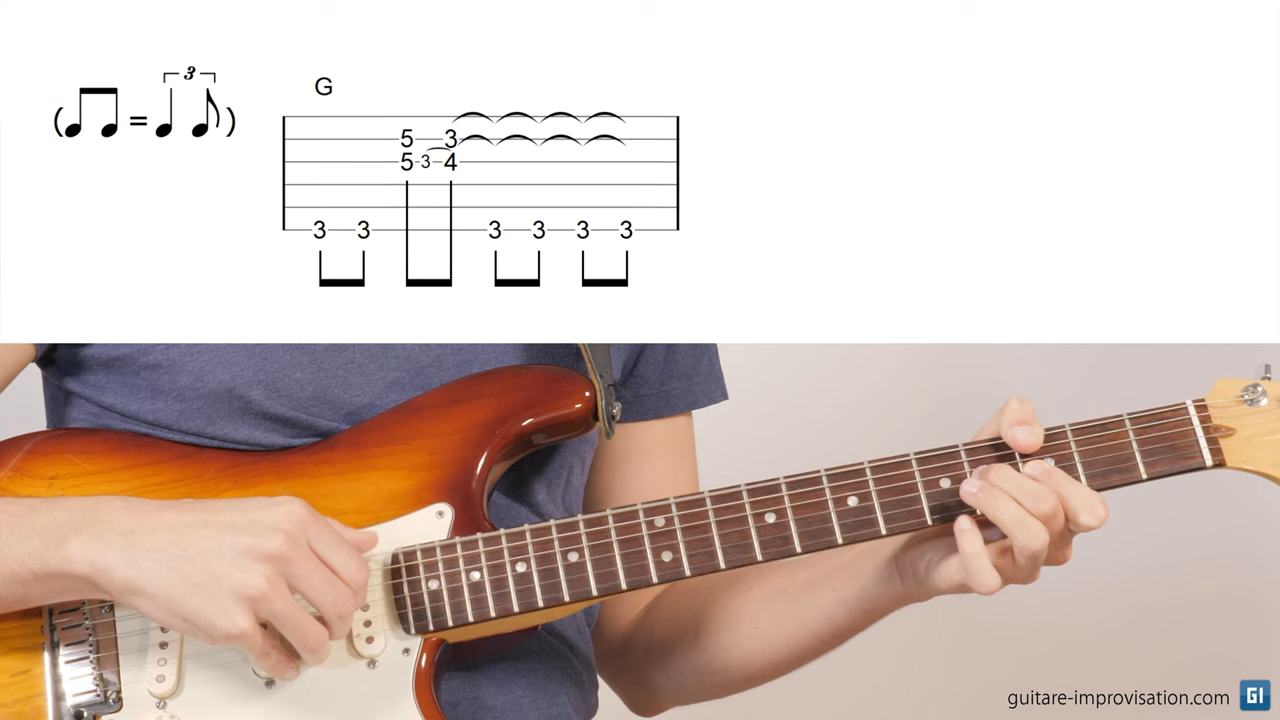 3
G
5 3
5 3 4
3 3 3 3 3 3
( = )
guitare-improvisation.com GI